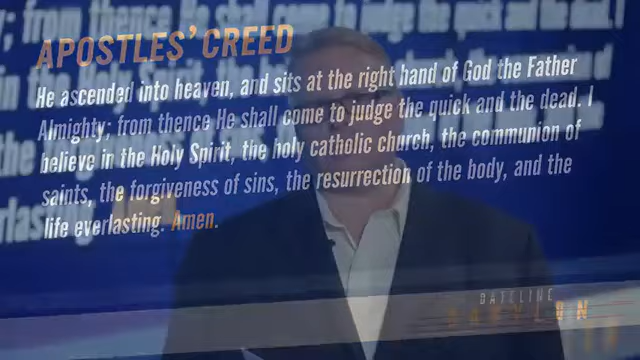 APOSTLES' CREED
He ascended into heaven, and sits at the right hand of God the Father
Almighty; from thence He shall come to judge the quick and the dead. I
believe in the Holy Spirit, the holy catholic church, the communion of
saints, the forgiveness of sins, the resurrection of the body, and the
life everlasting. Amen.
DATELINE